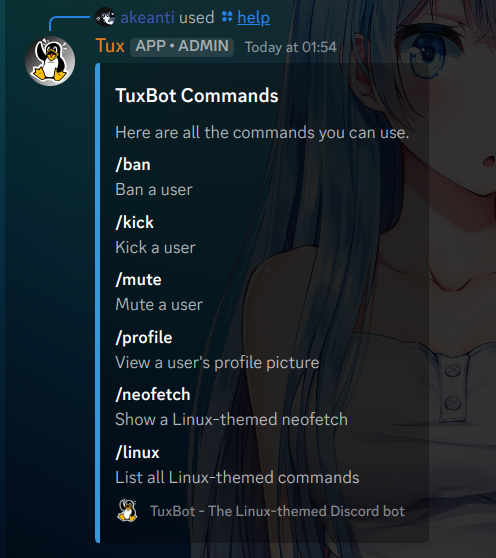 akeanti used help
Tux APP • ADMIN Today at 01:54
TuxBot Commands
Here are all the commands you can use.
/ban
Ban a user
/kick
Kick a user
/mute
Mute a user
/profile
View a user's profile picture
/neofetch
Show a Linux-themed neofetch
/linux
List all Linux-themed commands
TuxBot - The Linux-themed Discord bot